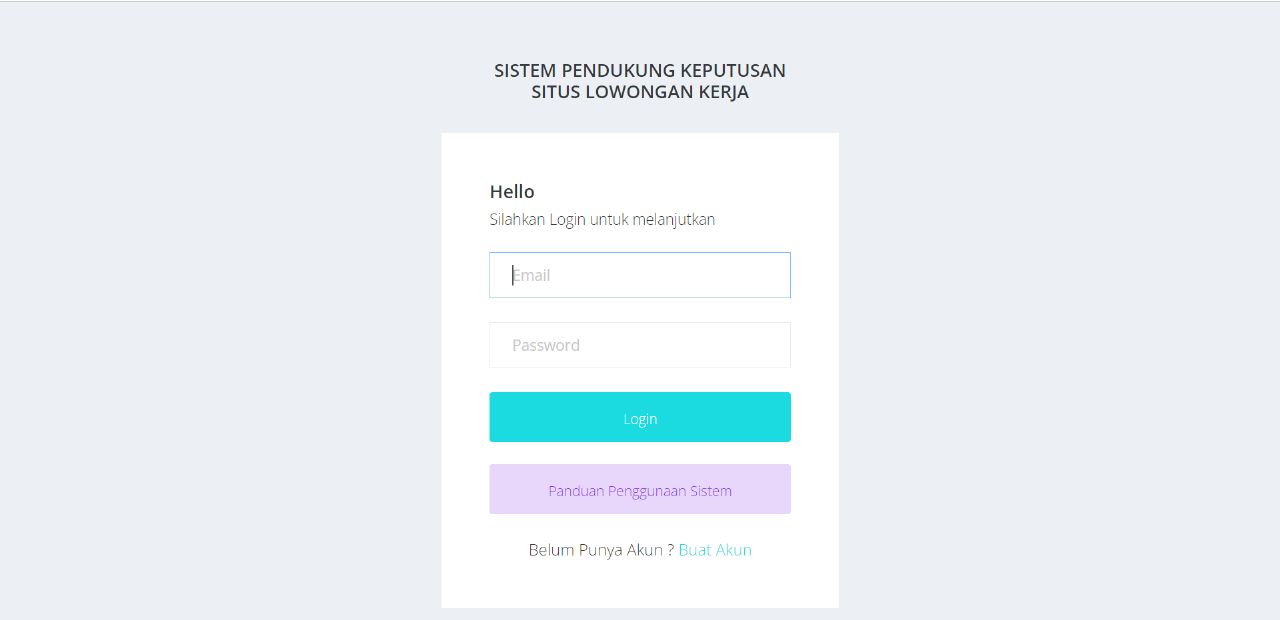 SISTEM PENDUKUNG KEPUTUSAN
SITUS LOWONGAN KERJA
Hello
Silahkan Login untuk melanjutkan
Email
Password
Login
Panduan Penggunaan Sistem
Belum Punya Akun ? Buat Akun